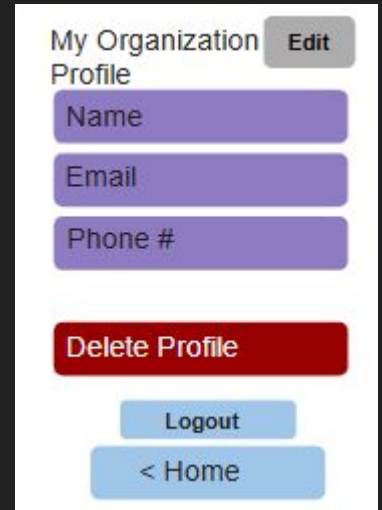 My Organization Edit
Profile
Name
Email
Phone #
Delete Profile
Logout
< Home